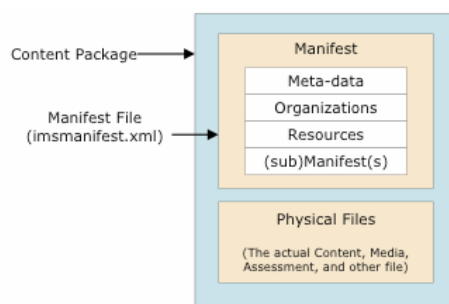 Content Package
Manifest File
(imsmanifest.xml)
Manifest
Meta-data
Organizations
Resources
(sub)Manifest(s)
Physical Files
(The actual Content, Media,
Assessment, and other file)